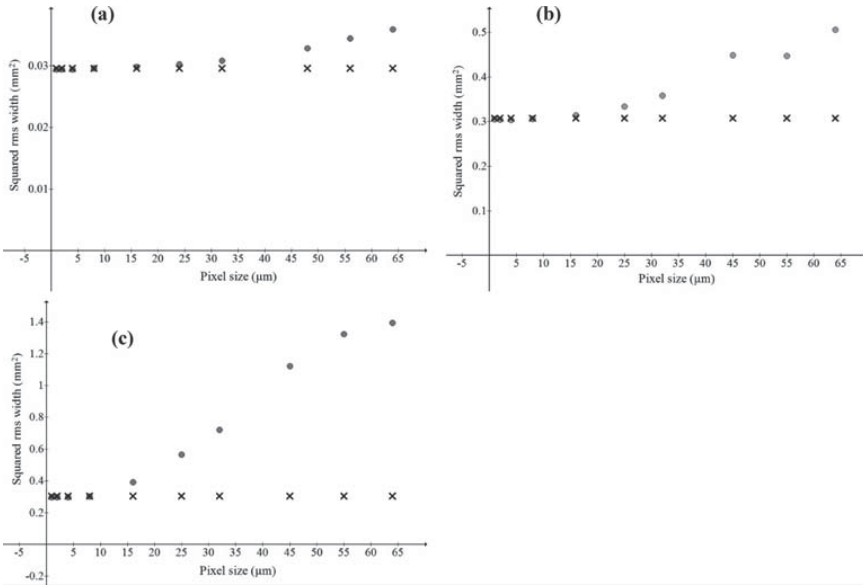 (a)
Squared rms width (mm²)
0.03
0.02
0.01
-5 5 10 15 20 25 30 35 40 45 50 55 60 65
Pixel size (µm)
(b)
Squared rms width (mm²)
0.5
0.4
0.3
0.2
0.1
-5 5 10 15 20 25 30 35 40 45 50 55 60 65
Pixel size (µm)
(c)
Squared rms width (mm²)
1.4
1.2
1
0.8
0.6
0.4
0.2
-0.2
-5 5 10 15 20 25 30 35 40 45 50 55 60 65
Pixel size (µm)